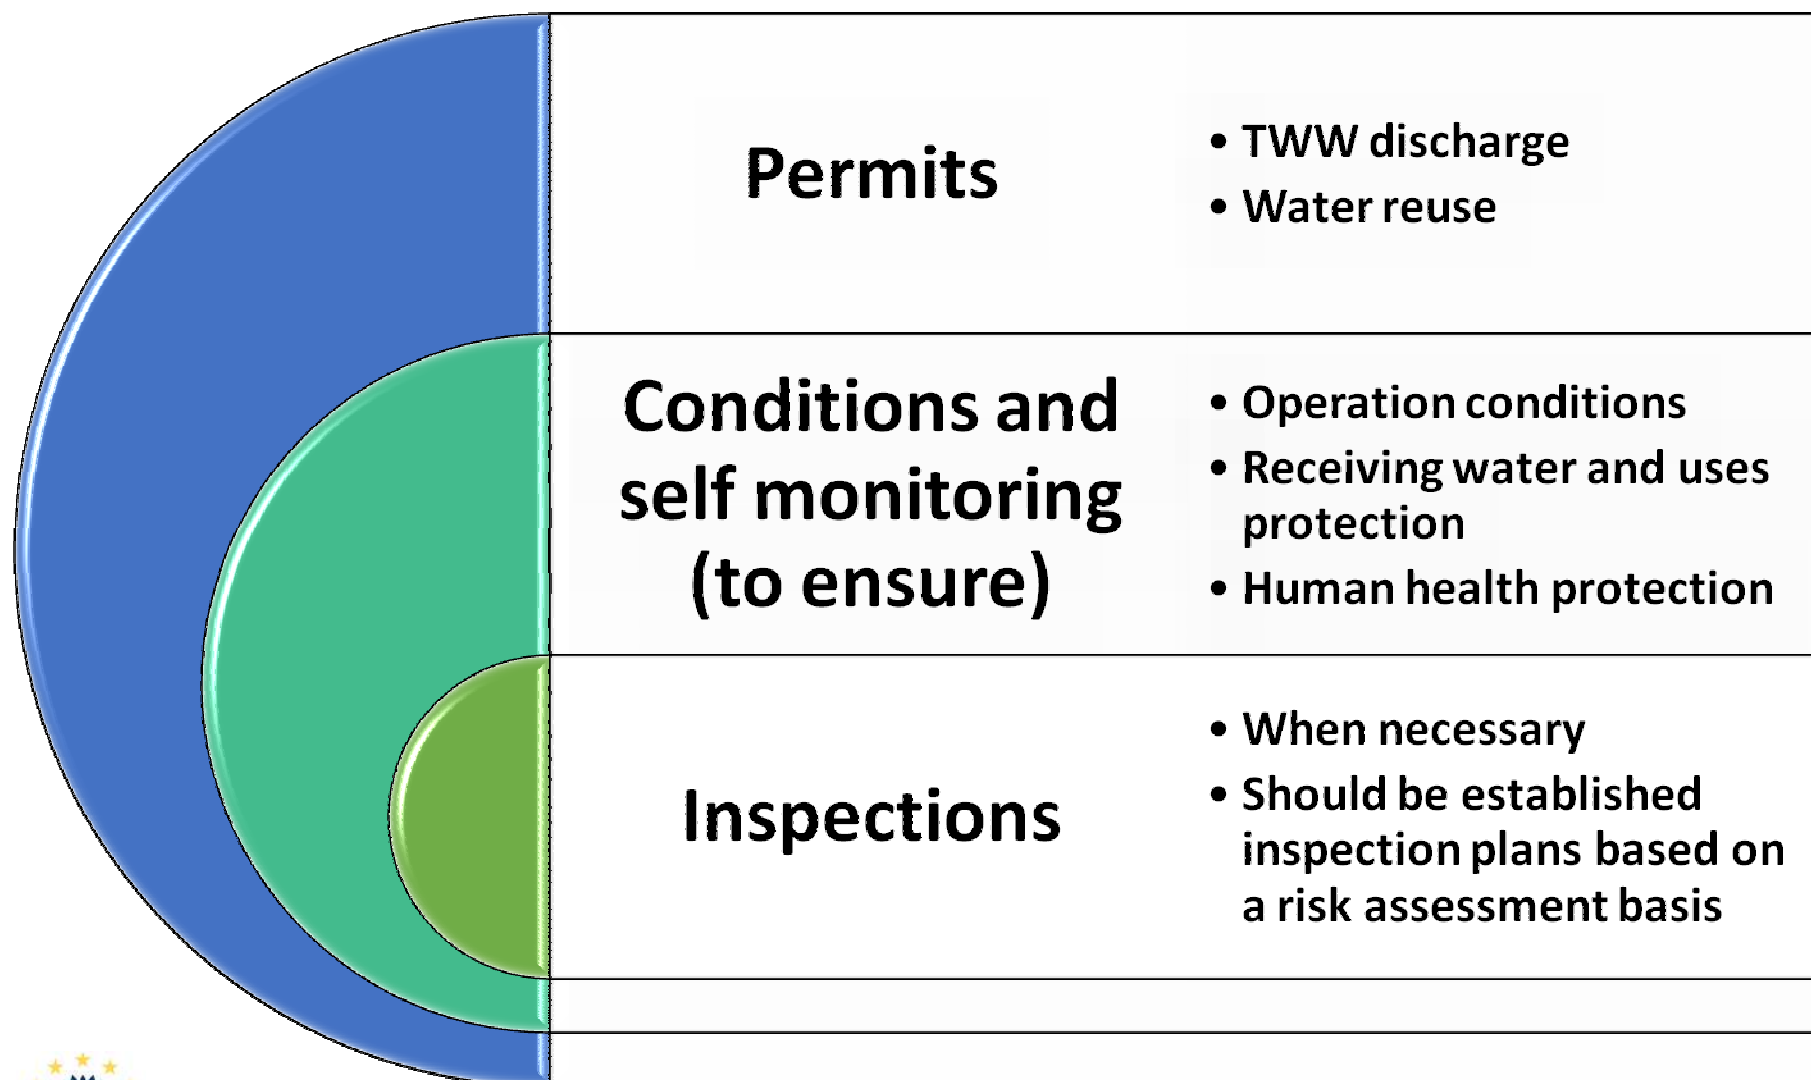 Permits
• TWW discharge
• Water reuse
Conditions and
self monitoring
(to ensure)
• Operation conditions
• Receiving water and uses
protection
• Human health protection
Inspections
• When necessary
• Should be established
inspection plans based on
a risk assessment basis